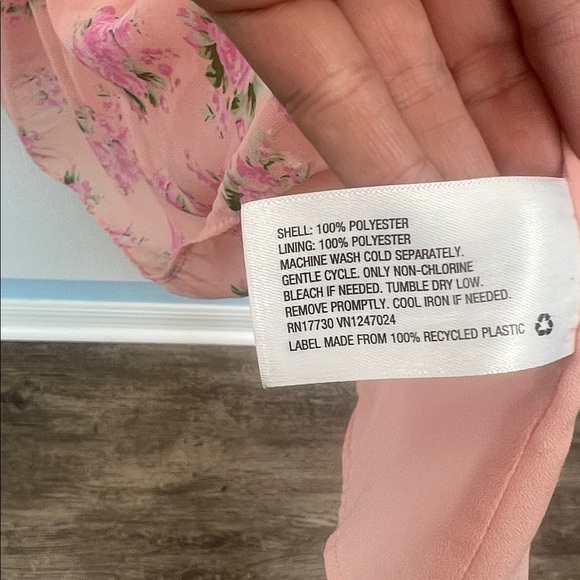 SHELL: 100% POLYESTER
LINING: 100% POLYESTER
MACHINE WASH COLD SEPARATELY.
GENTLE CYCLE. ONLY NON-CHLORINE
BLEACH IF NEEDED. TUMBLE DRY LOW.
REMOVE PROMPTLY. COOL IRON IF NEEDED.
RN17730 VN1247024
LABEL MADE FROM 100% RECYCLED PLASTIC